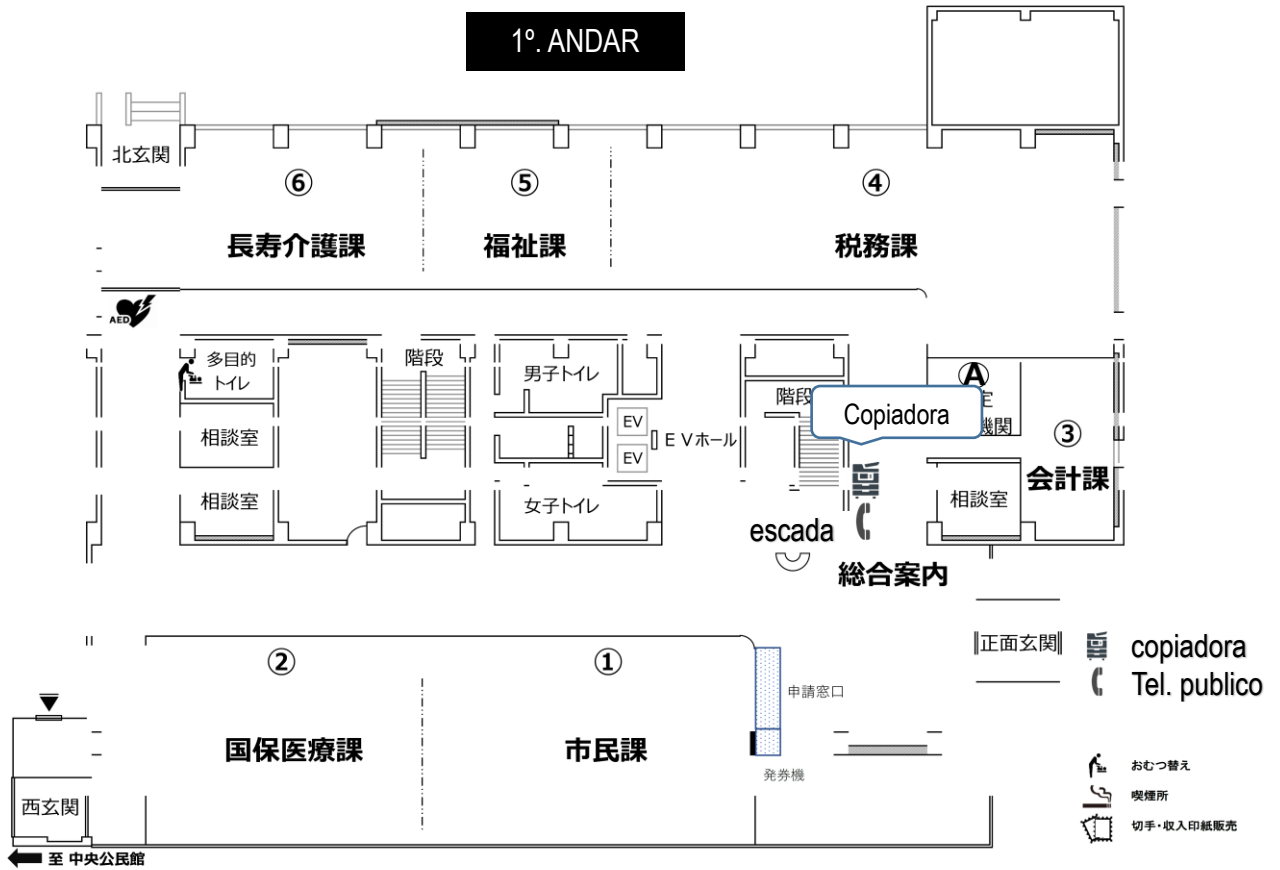 1º. ANDAR
北玄関
⑥
⑤
④
長寿介護課
福祉課
税務課
AED
多目的
トイレ
階段
男子トイレ
階段
A
定
機関
Copiadora
相談室
EV
EV
EVホール
③
会計課
相談室
女子トイレ
相談室
escada
総合案内
正面玄関
copiadora
Tel. publico
②
①
申請窓口
国保医療課
市民課
発券機
おむつ替え
喫煙所
切手・収入印紙販売
西玄関
至 中央公民館